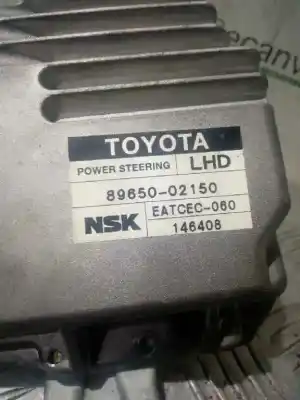 TOYOTA
POWER STEERING LHD
89650-02150
NSK EATCEC-060
146408